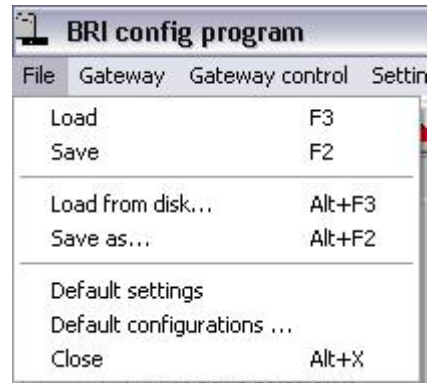 BRI config program
File Gateway Gateway control Settin
Load F3
Save F2
Load from disk... Alt+F3
Save as... Alt+F2
Default settings
Default configurations ...
Close Alt+X